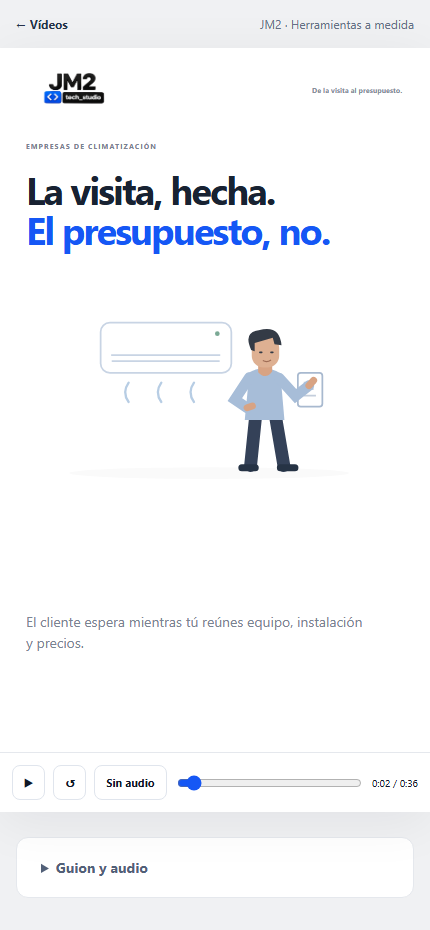 ← Vídeos
JM2 · Herramientas a medida
JM2
<> tech_studio
De la visita al presupuesto.
EMPRESAS DE CLIMATIZACIÓN
La visita, hecha.
El presupuesto, no.
El cliente espera mientras tú reúnes equipo, instalación
y precios.
▶ ↺ Sin audio 0:02 / 0:36
▶ Guion y audio